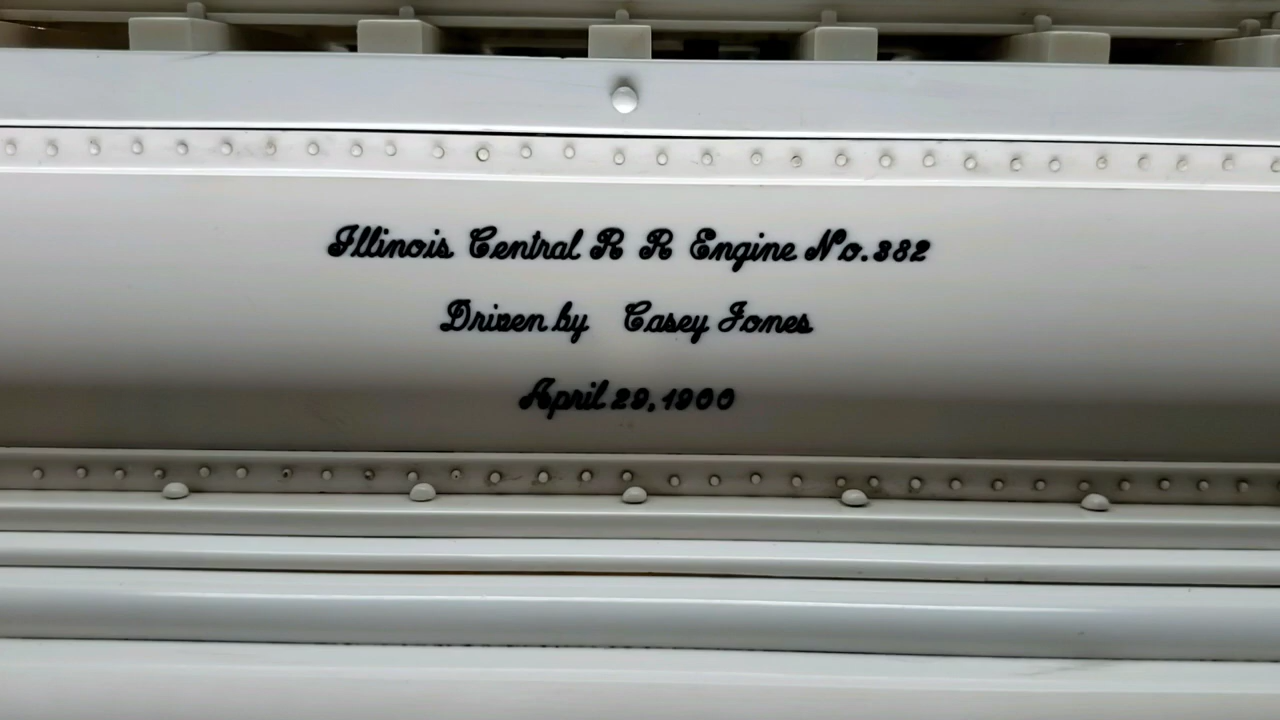 Illinois Central R R Engine No. 382
Driven by Casey Jones
April 29, 1900